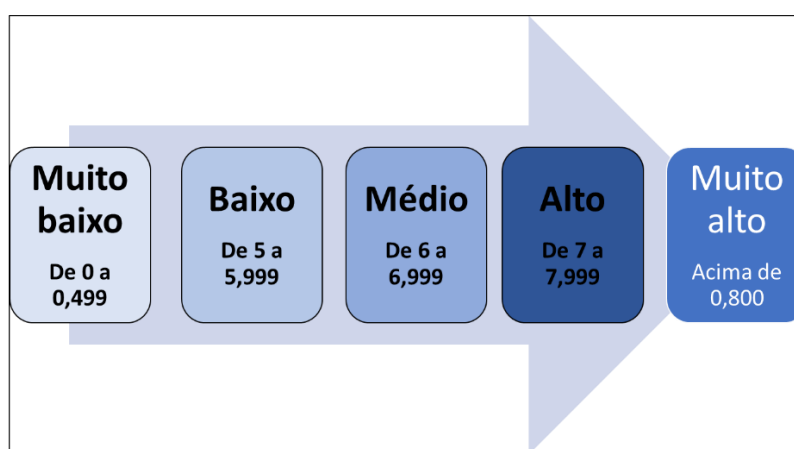 Muito
baixo
De 0 a
0,499
Baixo
De 5 a
5,999
Médio
De 6 a
6,999
Alto
De 7 a
7,999
Muito
alto
Acima de
0,800